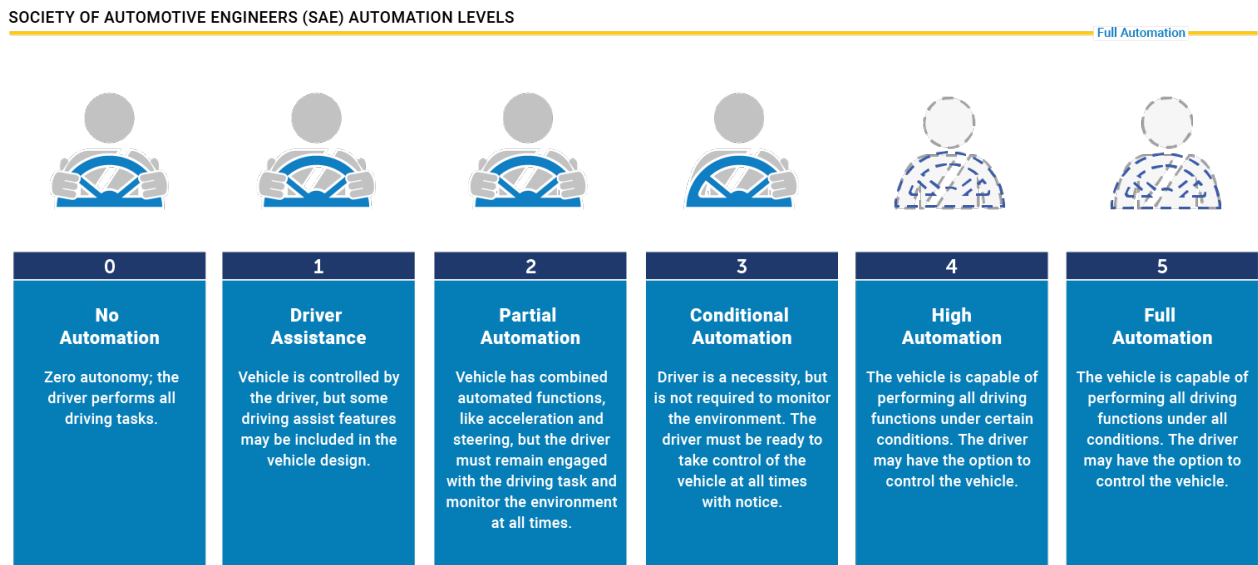 SOCIETY OF AUTOMOTIVE ENGINEERS (SAE) AUTOMATION LEVELS
Full Automation
0
No
Automation
Zero autonomy; the
driver performs all
driving tasks.
1
Driver
Assistance
Vehicle is controlled by
the driver, but some
driving assist features
may be included in the
vehicle design.
2
Partial
Automation
Vehicle has combined
automated functions,
like acceleration and
steering, but the driver
must remain engaged
with the driving task and
monitor the environment
at all times.
3
Conditional
Automation
Driver is a necessity, but
is not required to monitor
the environment. The
driver must be ready to
take control of the
vehicle at all times
with notice.
4
High
Automation
The vehicle is capable of
performing all driving
functions under certain
conditions. The driver
may have the option to
control the vehicle.
5
Full
Automation
The vehicle is capable of
performing all driving
functions under all
conditions. The driver
may have the option to
control the vehicle.